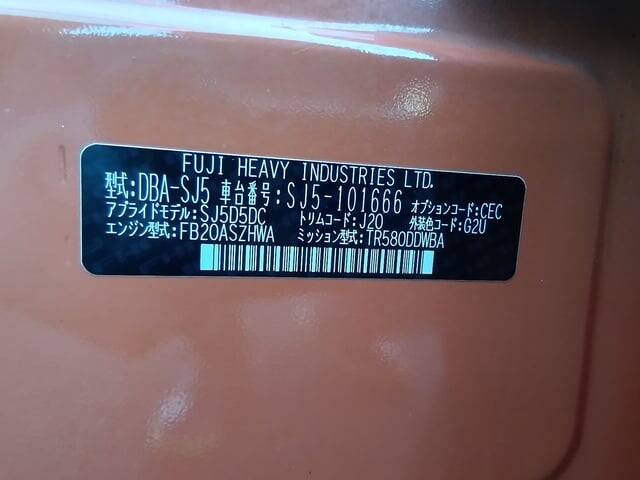 FUJI HEAVY INDUSTRIES LTD.
型式:DBA-SJ5 車台番号:SJ5-101666 オプションコード:CEC
アプライドモデル:SJ5D5DC トリムコード:J20 外装色コード:G2U
エンジン型式:FB20ASZHWA ミッション型式:TR580DDWBA